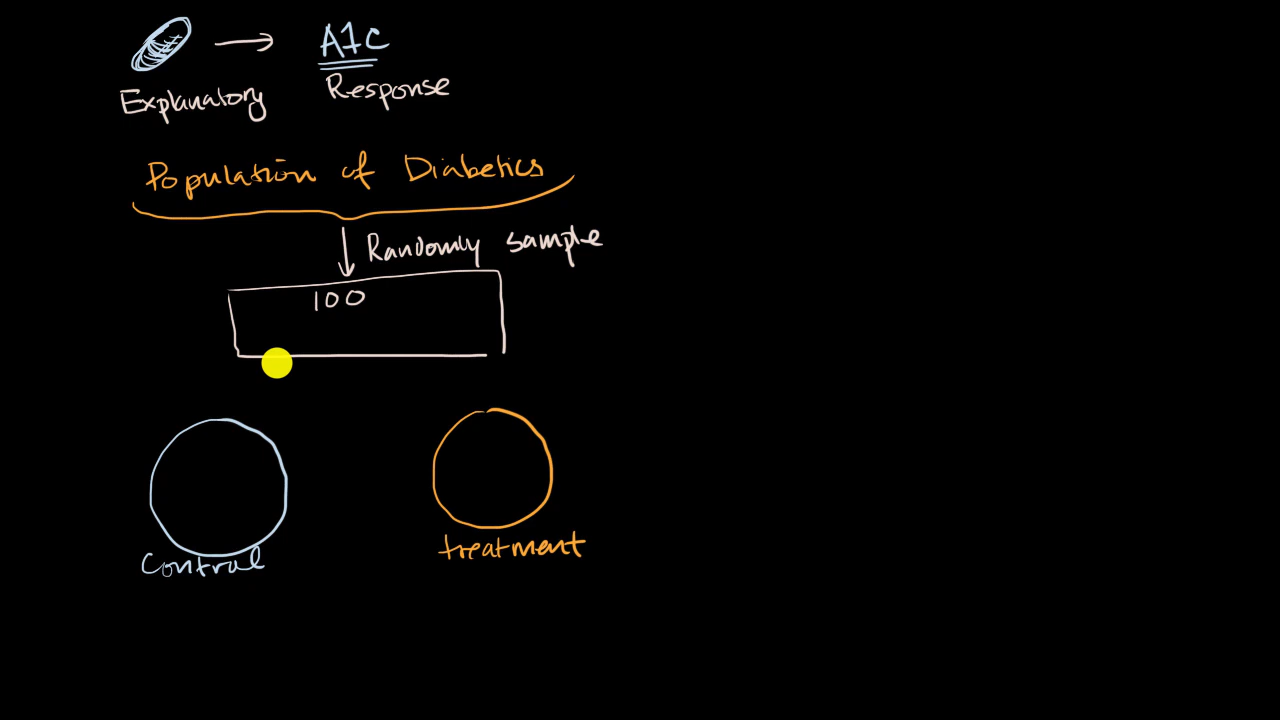 A1C
Explanatory Response
Population of Diabetics
Randomly sample
100
Control treatment